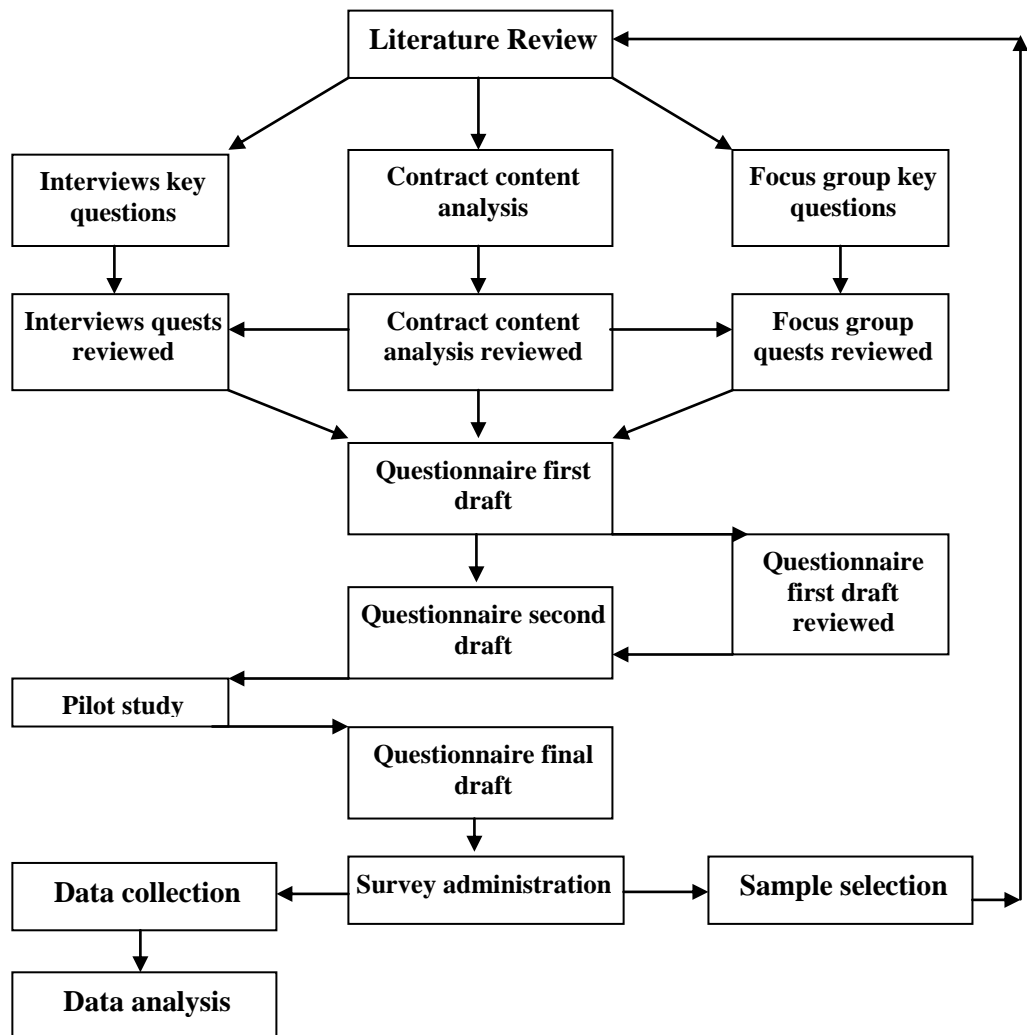 Literature Review
Interviews key
questions
Contract content
analysis
Focus group key
questions
Interviews quests
reviewed
Contract content
analysis reviewed
Focus group
quests reviewed
Questionnaire first
draft
Questionnaire
first draft
reviewed
Questionnaire second
draft
Pilot study
Questionnaire final
draft
Data collection
Survey administration
Sample selection
Data analysis